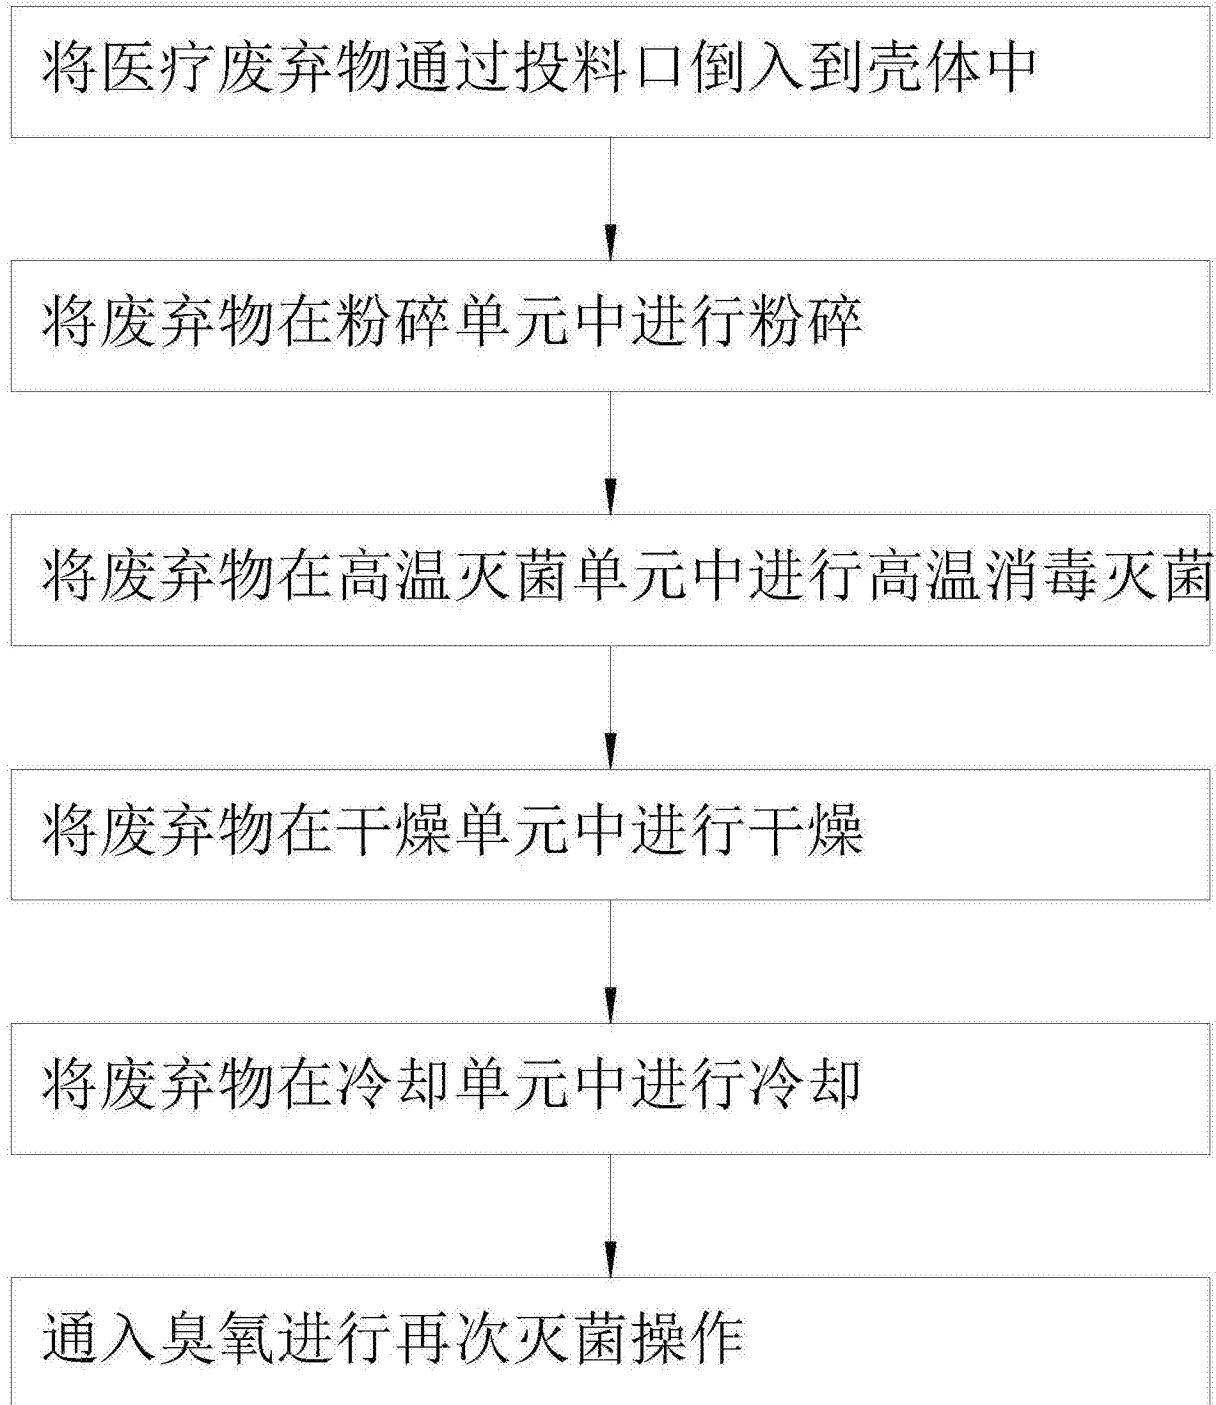 将医疗废弃物通过投料口倒入到壳体中
将废弃物在粉碎单元中进行粉碎
将废弃物在高温灭菌单元中进行高温消毒灭菌
将废弃物在干燥单元中进行干燥
将废弃物在冷却单元中进行冷却
通入臭氧进行再次灭菌操作